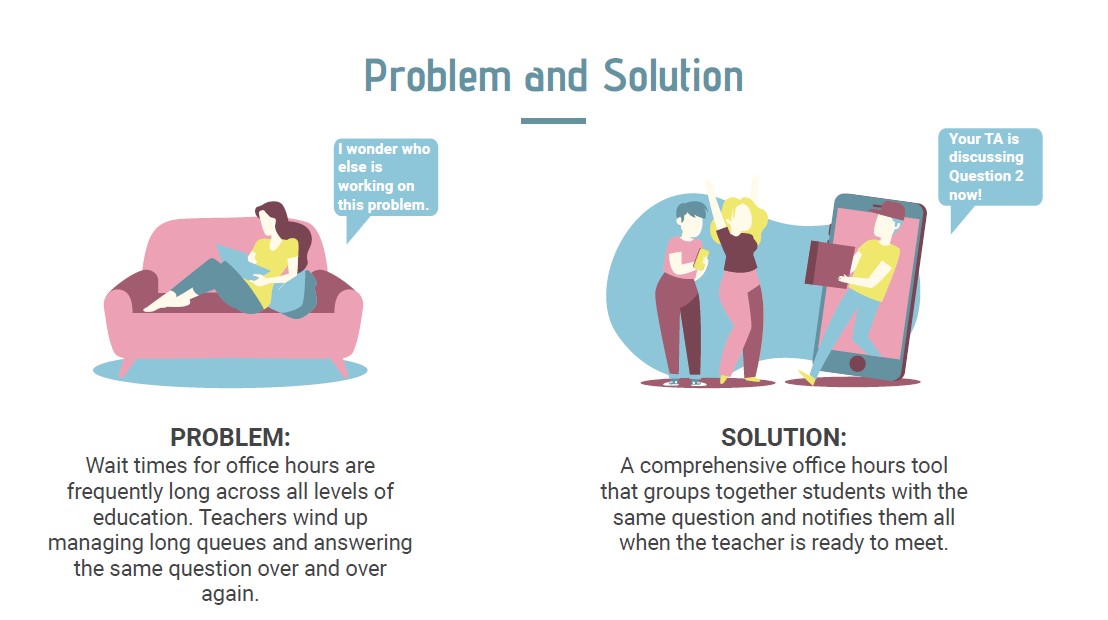 Problem and Solution
I wonder who
else is
working on
this problem.
Your TA is
discussing
Question 2
now!
PROBLEM:
Wait times for office hours are
frequently long across all levels of
education. Teachers wind up
managing long queues and answering
the same question over and over
again.
SOLUTION:
A comprehensive office hours tool
that groups together students with the
same question and notifies them all
when the teacher is ready to meet.